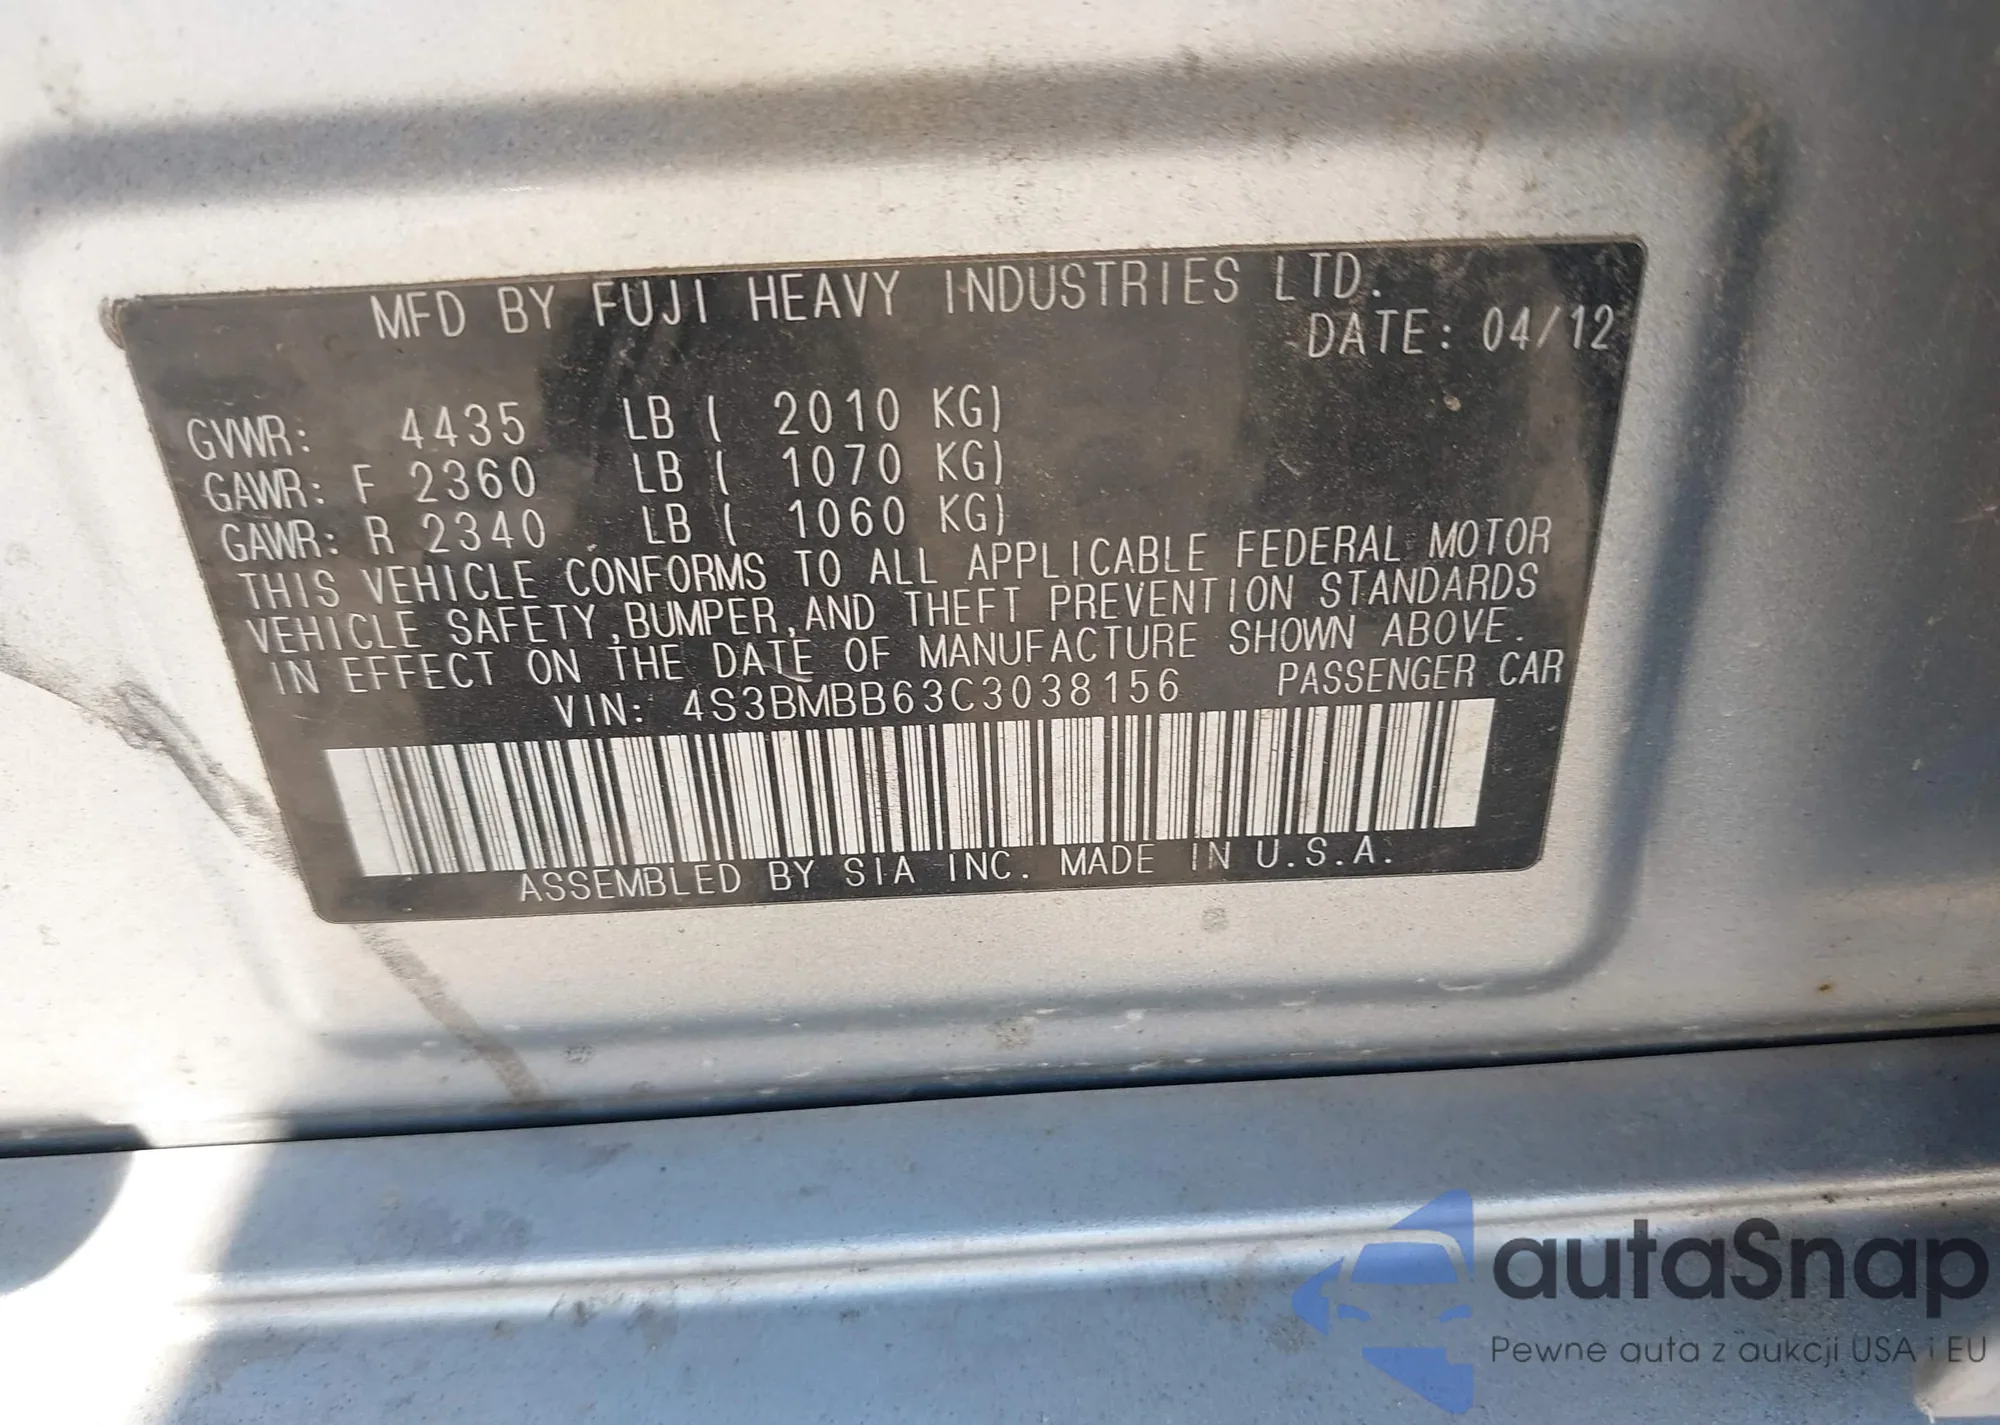 MFD BY FUJI HEAVY INDUSTRIES LTD.
DATE: 04/12
GVWR: 4435 LB ( 2010 KG)
GAWR: F 2360 LB ( 1070 KG)
GAWR: R 2340 LB ( 1060 KG)
THIS VEHICLE CONFORMS TO ALL APPLICABLE FEDERAL MOTOR
VEHICLE SAFETY,BUMPER,AND THEFT PREVENTION STANDARDS
IN EFFECT ON THE DATE OF MANUFACTURE SHOWN ABOVE.
VIN: 4S3BMBB63C3038156 PASSENGER CAR
ASSEMBLED BY SIA INC. MADE IN U.S.A.
autaSnap
Pewne auta z aukcji USA i EU